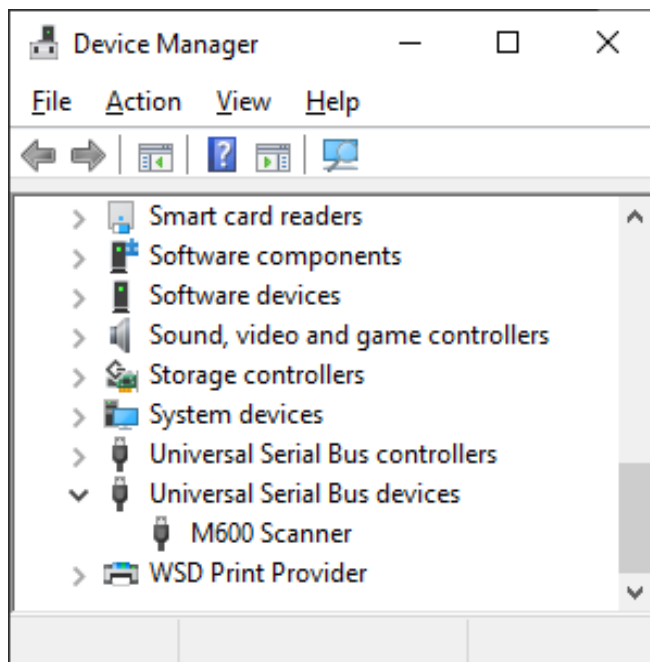 Device Manager
File Action View Help
Smart card readers
Software components
Software devices
Sound, video and game controllers
Storage controllers
System devices
Universal Serial Bus controllers
Universal Serial Bus devices
M600 Scanner
WSD Print Provider